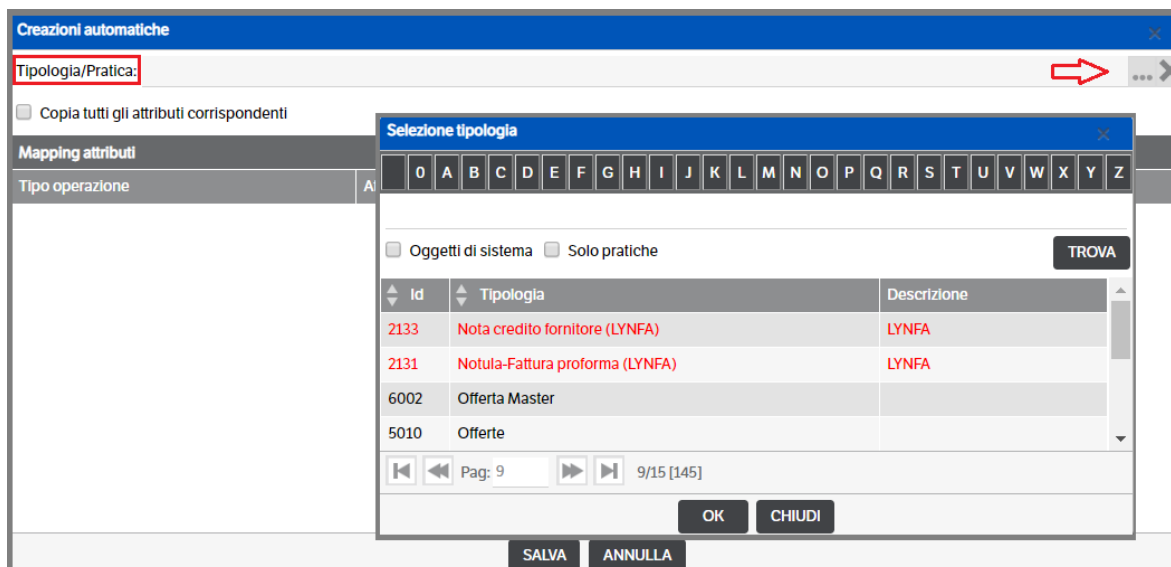 Creazioni automatiche
Tipologia/Pratica:
...
Copia tutti gli attributi corrispondenti
Mapping attributi
Tipo operazione
Selezione tipologia
0 A B C D E F G H I J K L M N O P Q R S T U V W X Y Z
Oggetti di sistema Solo pratiche TROVA
Id Tipologia Descrizione
2133 Nota credito fornitore (LYNFA) LYNFA
2131 Notula-Fattura proforma (LYNFA) LYNFA
6002 Offerta Master
5010 Offerte
Pag: 9 9/15 [145]
OK CHIUDI
SALVA ANNULLA